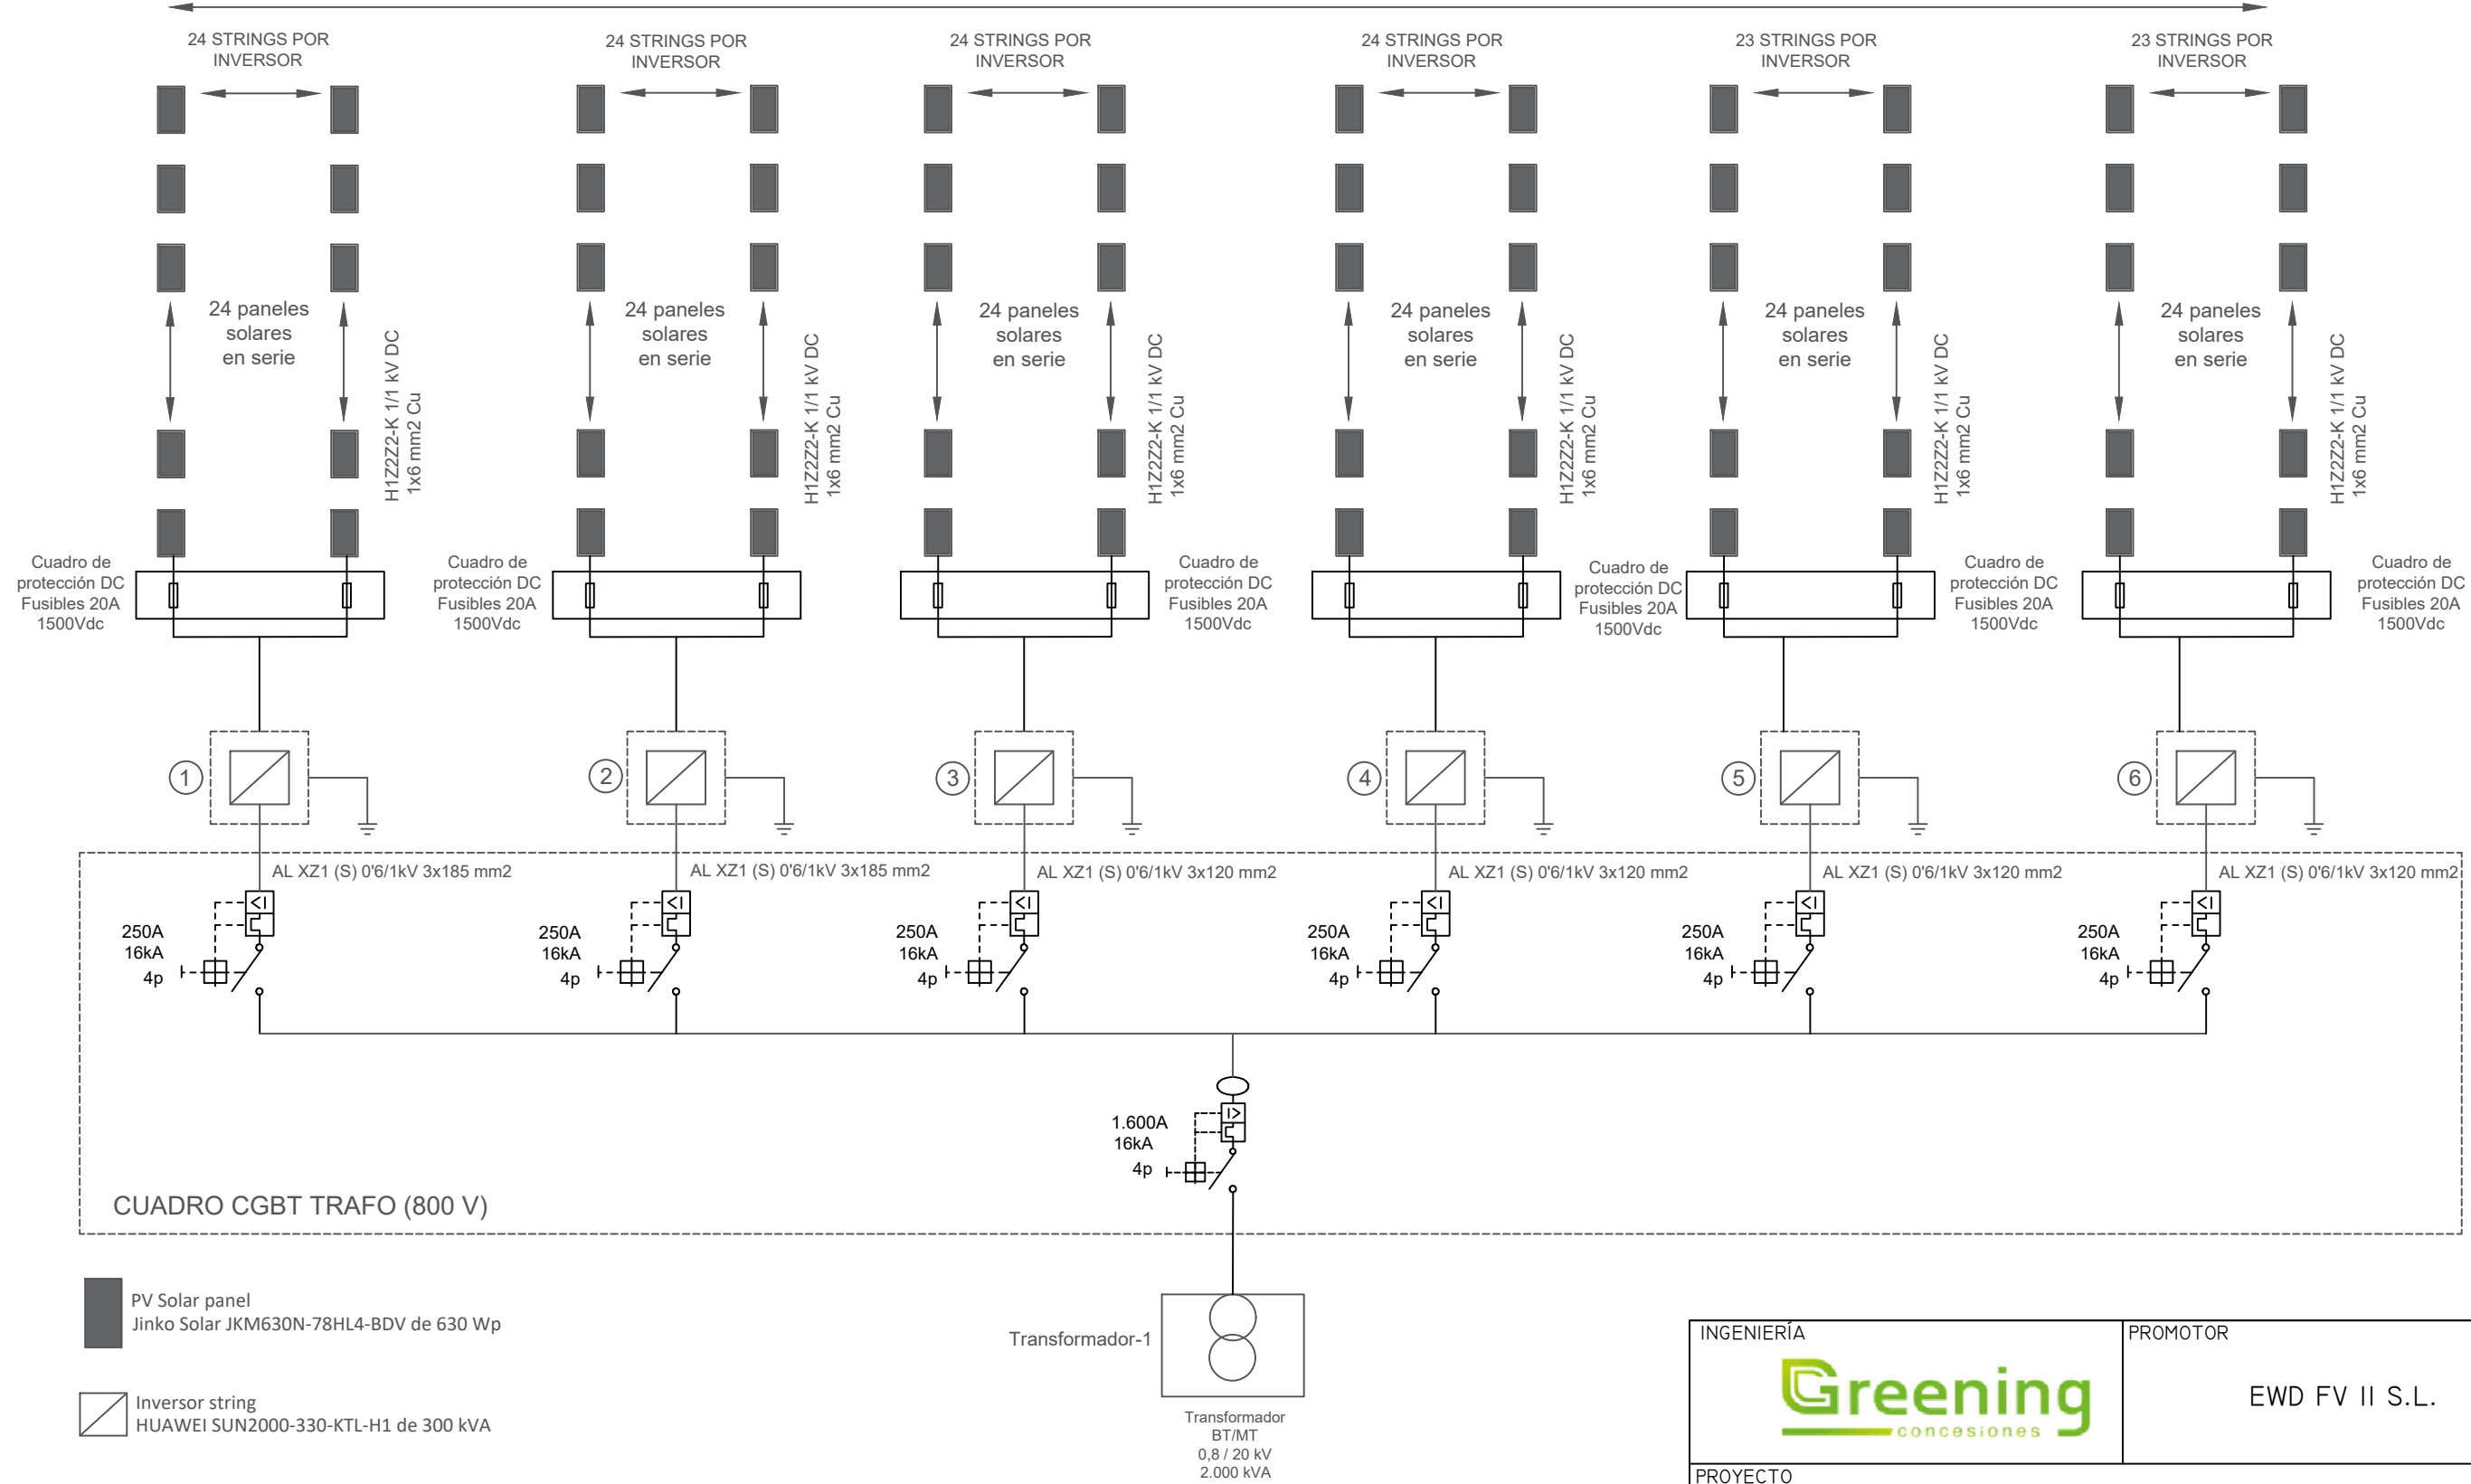 24 STRINGS POR
INVERSOR
24 STRINGS POR
INVERSOR
24 STRINGS POR
INVERSOR
24 STRINGS POR
INVERSOR
23 STRINGS POR
INVERSOR
23 STRINGS POR
INVERSOR
24 paneles
solares
en serie
24 paneles
solares
en serie
24 paneles
solares
en serie
24 paneles
solares
en serie
24 paneles
solares
en serie
24 paneles
solares
en serie
H1Z2Z2-K 1/1 kV DC
1x6 mm2 Cu
H1Z2Z2-K 1/1 kV DC
1x6 mm2 Cu
H1Z2Z2-K 1/1 kV DC
1x6 mm2 Cu
H1Z2Z2-K 1/1 kV DC
1x6 mm2 Cu
H1Z2Z2-K 1/1 kV DC
1x6 mm2 Cu
H1Z2Z2-K 1/1 kV DC
1x6 mm2 Cu
Cuadro de
protección DC
Fusibles 20A
1500Vdc
Cuadro de
protección DC
Fusibles 20A
1500Vdc
Cuadro de
protección DC
Fusibles 20A
1500Vdc
Cuadro de
protección DC
Fusibles 20A
1500Vdc
Cuadro de
protección DC
Fusibles 20A
1500Vdc
Cuadro de
protección DC
Fusibles 20A
1500Vdc
1
2
3
4
5
6
AL XZ1 (S) 0'6/1kV 3x185 mm2
AL XZ1 (S) 0'6/1kV 3x185 mm2
AL XZ1 (S) 0'6/1kV 3x120 mm2
AL XZ1 (S) 0'6/1kV 3x120 mm2
AL XZ1 (S) 0'6/1kV 3x120 mm2
AL XZ1 (S) 0'6/1kV 3x120 mm2
<I
<I
<I
<I
<I
<I
250A
16kA
4p
250A
16kA
4p
250A
16kA
4p
250A
16kA
4p
250A
16kA
4p
250A
16kA
4p
I>
1.600A
16kA
4p
CUADRO CGBT TRAFO (800 V)
PV Solar panel
Jinko Solar JKM630N-78HL4-BDV de 630 Wp
Inversor string
HUAWEI SUN2000-330-KTL-H1 de 300 kVA
Transformador-1
Transformador
BT/MT
0,8 / 20 kV
2.000 kVA
INGENIERÍA
Greening
concesiones
PROMOTOR
EWD FV II S.L.
PROYECTO